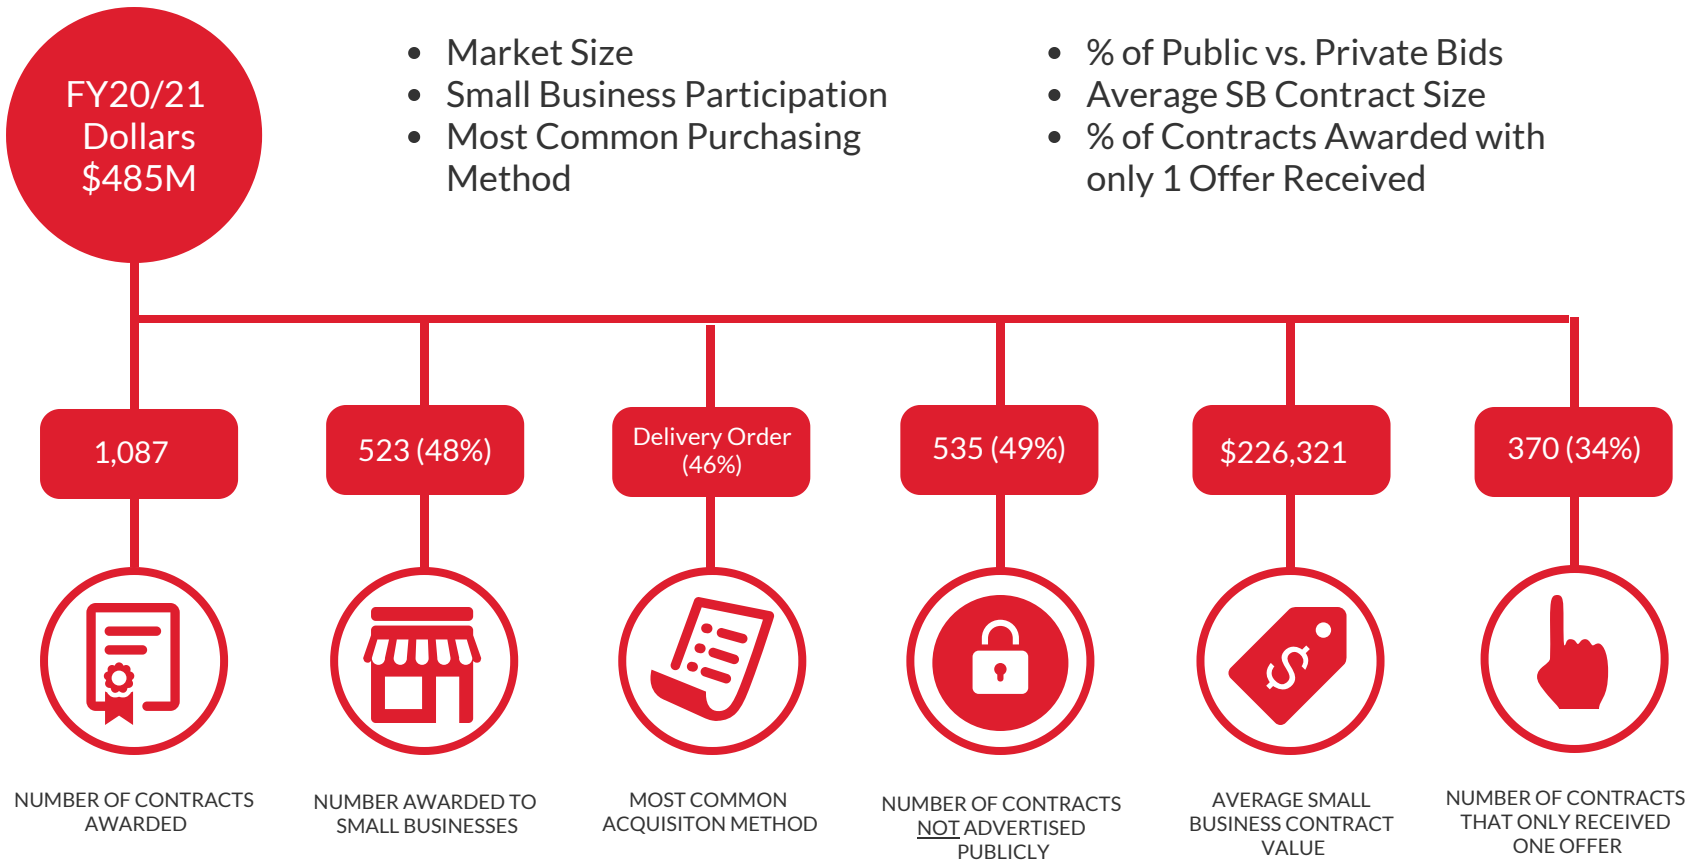 FY20/21
Dollars
$485M
• Market Size
• Small Business Participation
• Most Common Purchasing
Method
• % of Public vs. Private Bids
• Average SB Contract Size
• % of Contracts Awarded with
only 1 Offer Received
1,087
523 (48%)
Delivery Order
(46%)
535 (49%)
$226,321
370 (34%)
$
NUMBER OF CONTRACTS
AWARDED
NUMBER AWARDED TO
SMALL BUSINESSES
MOST COMMON
ACQUISITON METHOD
NUMBER OF CONTRACTS
NOT ADVERTISED
PUBLICLY
AVERAGE SMALL
BUSINESS CONTRACT
VALUE
NUMBER OF CONTRACTS
THAT ONLY RECEIVED
ONE OFFER